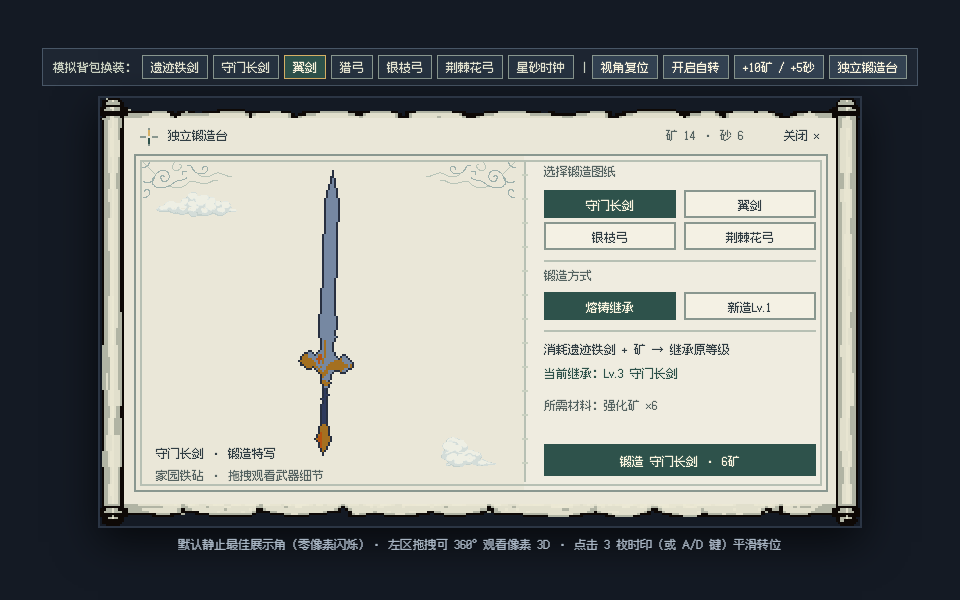 模拟背包换装： 遗迹铁剑 守门长剑 翼剑 猎弓 银枝弓 荆棘花弓 星砂时钟 | 视角复位 开启自转 +10矿 / +5砂 独立锻造台
独立锻造台 矿 14 · 砂 6 关闭 ×
选择锻造图纸
守门长剑 翼剑
银枝弓 荆棘花弓
锻造方式
熔铸继承 新造Lv.1
消耗遗迹铁剑 + 矿 → 继承原等级
当前继承：Lv.3 守门长剑
所需材料：强化矿 ×6
锻造 守门长剑 · 6矿
守门长剑 · 锻造特写
家园铁砧 · 拖拽观看武器细节
默认静止最佳展示角（零像素闪烁） · 左区拖拽可 360° 观看像素 3D · 点击 3 枚时印（或 A/D 键）平滑转位